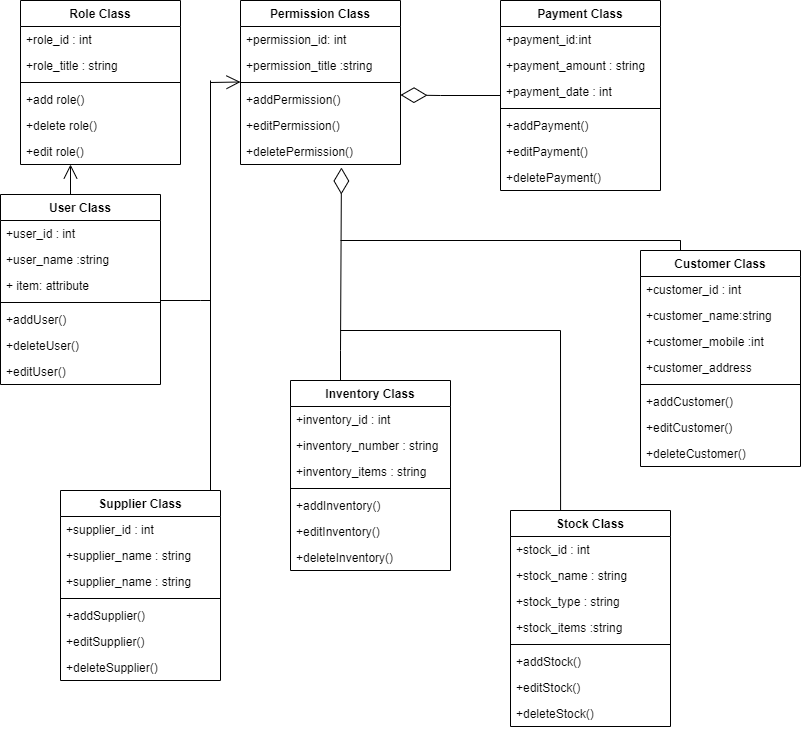 Role Class
+role_id : int
+role_title : string
+add role()
+delete role()
+edit role()
Permission Class
+permission_id: int
+permission_title :string
+addPermission()
+editPermission()
+deletePermission()
Payment Class
+payment_id:int
+payment_amount : string
+payment_date : int
+addPayment()
+editPayment()
+deletePayment()
User Class
+user_id : int
+user_name :string
+ item: attribute
+addUser()
+deleteUser()
+editUser()
Customer Class
+customer_id : int
+customer_name:string
+customer_mobile :int
+customer_address
+addCustomer()
+editCustomer()
+deleteCustomer()
Inventory Class
+inventory_id : int
+inventory_number : string
+inventory_items : string
+addInventory()
+editInventory()
+deleteInventory()
Supplier Class
+supplier_id : int
+supplier_name : string
+supplier_name : string
+addSupplier()
+editSupplier()
+deleteSupplier()
Stock Class
+stock_id : int
+stock_name : string
+stock_type : string
+stock_items :string
+addStock()
+editStock()
+deleteStock()